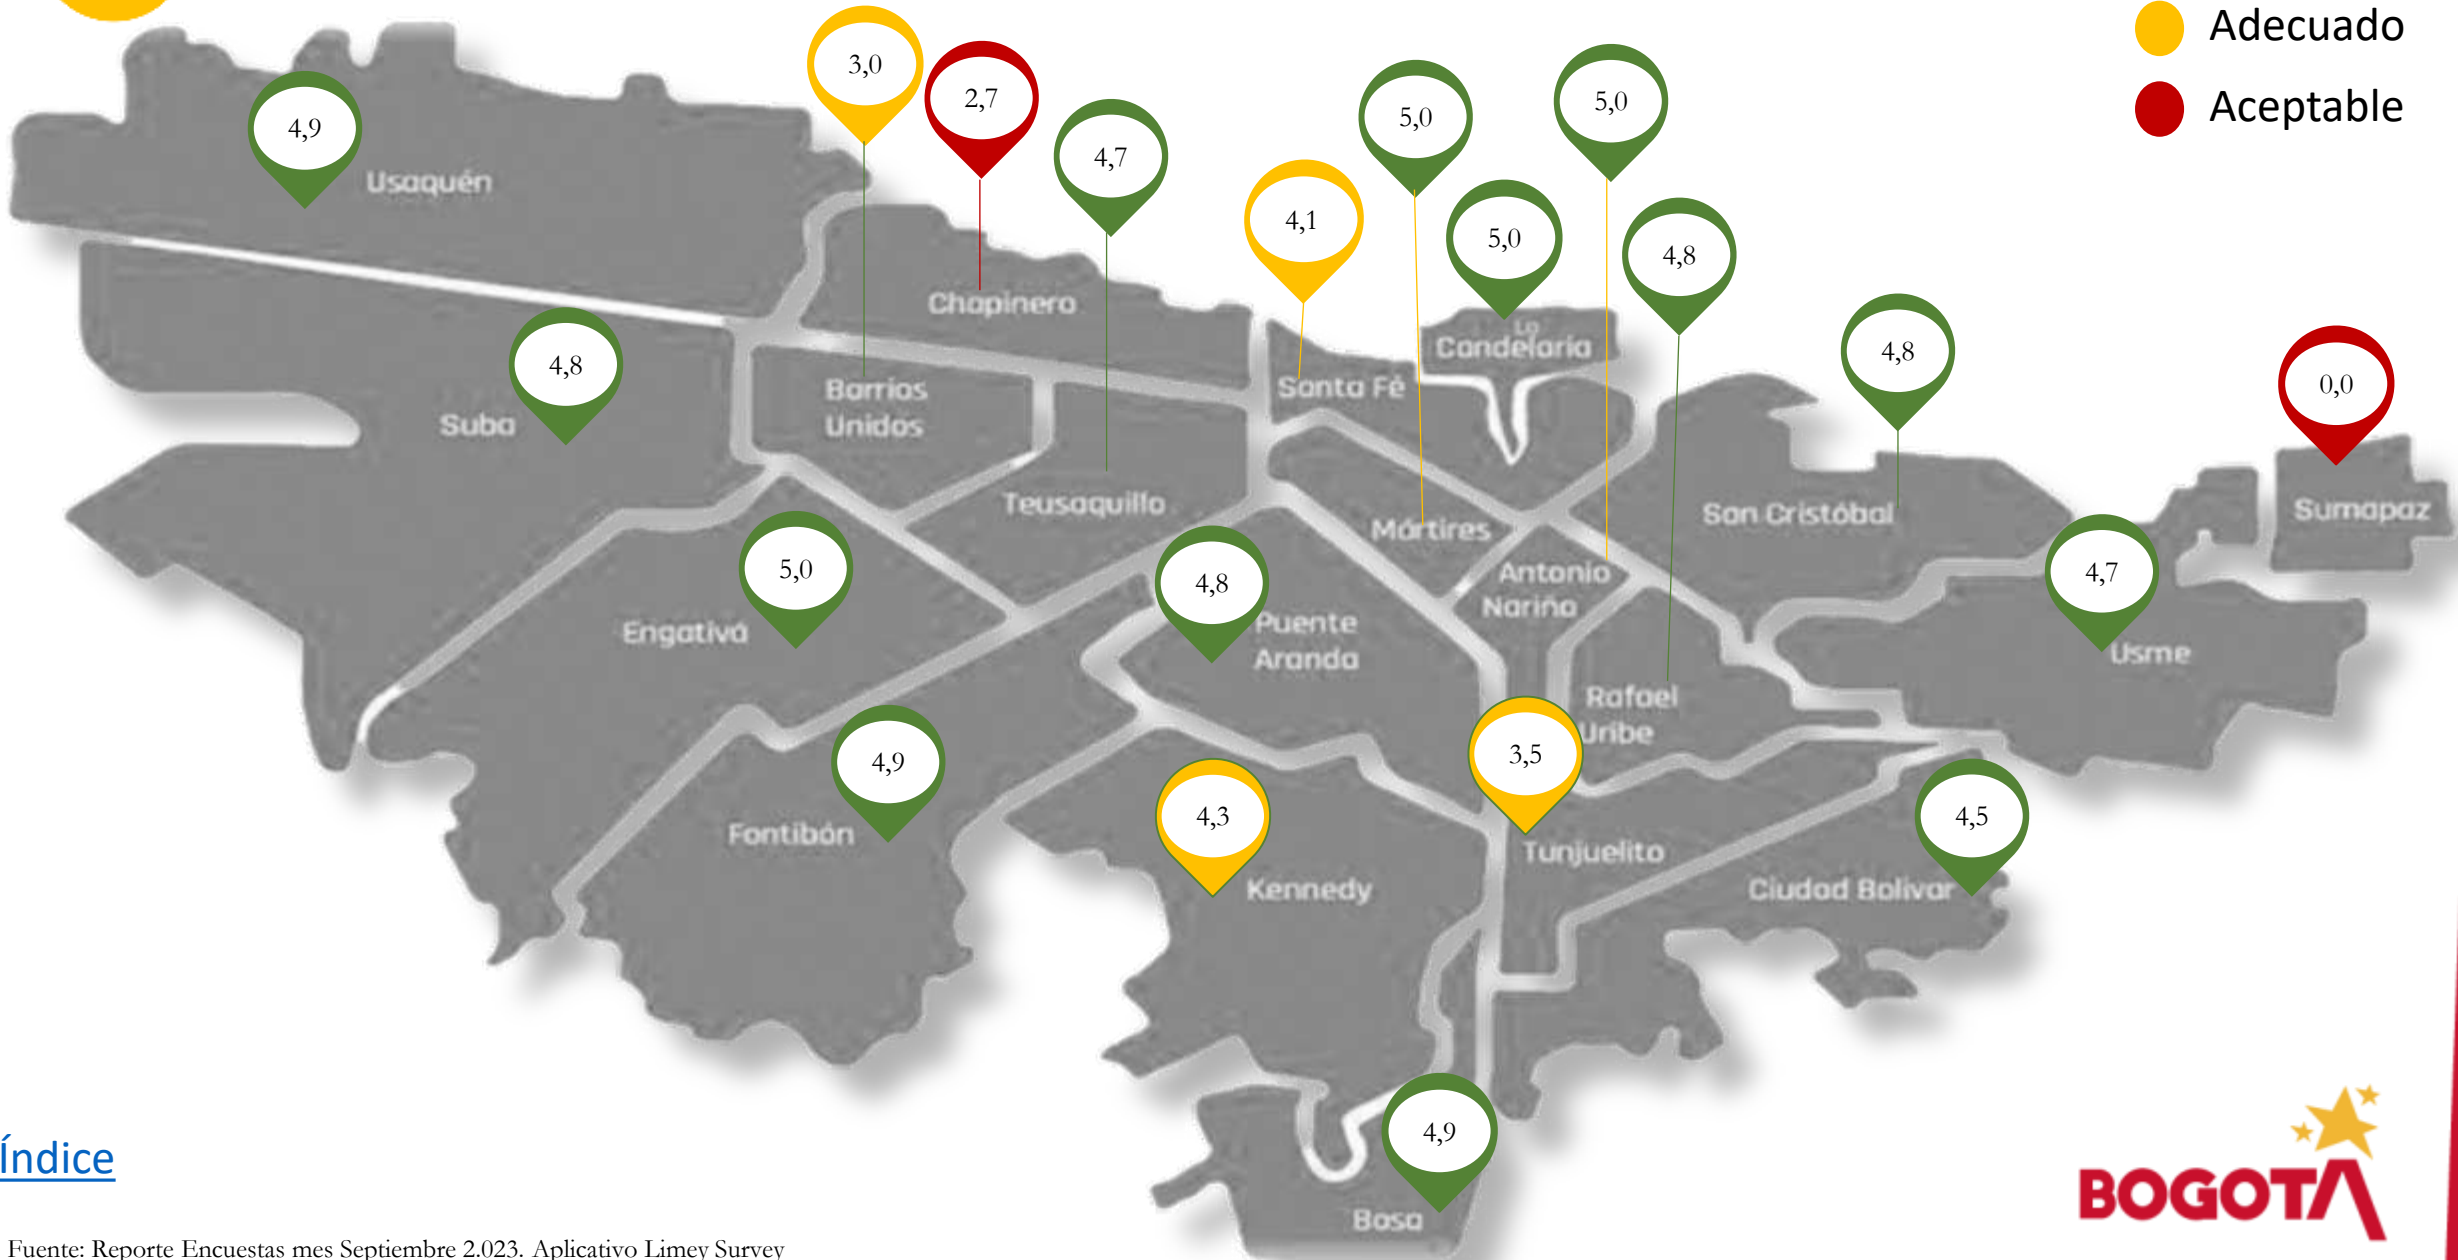 Adecuado
Aceptable
3,0
2,7
4,9
4,7
5,0
5,0
4,1
5,0
4,8
4,8
4,8
0,0
Usaquén
Chapinero
La
Candelaria
Santa Fé
Barrios
Unidos
Suba
Teusaquillo
Mártires
San Cristóbal
Sumapaz
5,0
4,8
4,7
Antonio
Nariño
Engativá
Puente
Aranda
Usme
Rafael
Uribe
4,9
3,5
4,3
4,5
Fontibón
Tunjuelito
Kennedy
Ciudad Bolivar
4,9
Bosa
Índice
BOGOTA
Fuente: Reporte Encuestas mes Septiembre 2.023. Aplicativo Limey Survey